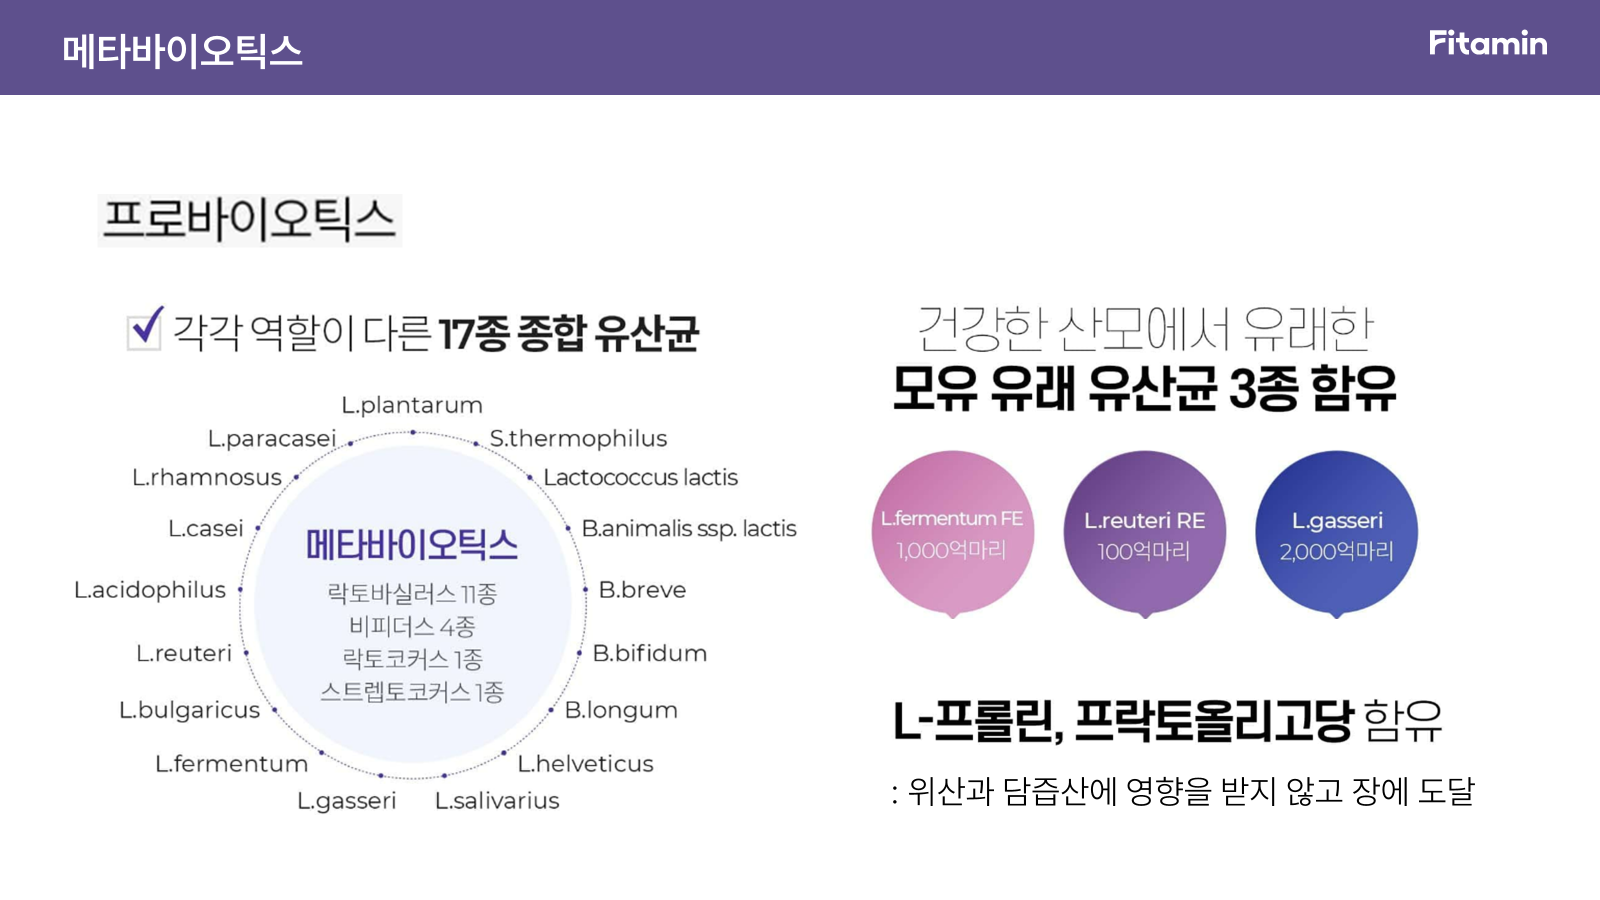 메타바이오틱스
Fitamin
프로바이오틱스
각각 역할이 다른 17종 종합 유산균
L.plantarum
L.paracasei
S.thermophilus
L.rhamnosus
Lactococcus lactis
L.casei
B.animalis ssp. lactis
L.acidophilus
B.breve
L.reuteri
B.bifidum
L.bulgaricus
B.longum
L.fermentum
L.helveticus
L.gasseri
L.salivarius
메타바이오틱스
락토바실러스 11종
비피더스 4종
락토코커스 1종
스트렙토코커스 1종
건강한 산모에서 유래한
모유 유래 유산균 3종 함유
L.fermentum FE
1,000억마리
L.reuteri RE
100억마리
L.gasseri
2,000억마리
L-프롤린, 프락토올리고당 함유
: 위산과 담즙산에 영향을 받지 않고 장에 도달